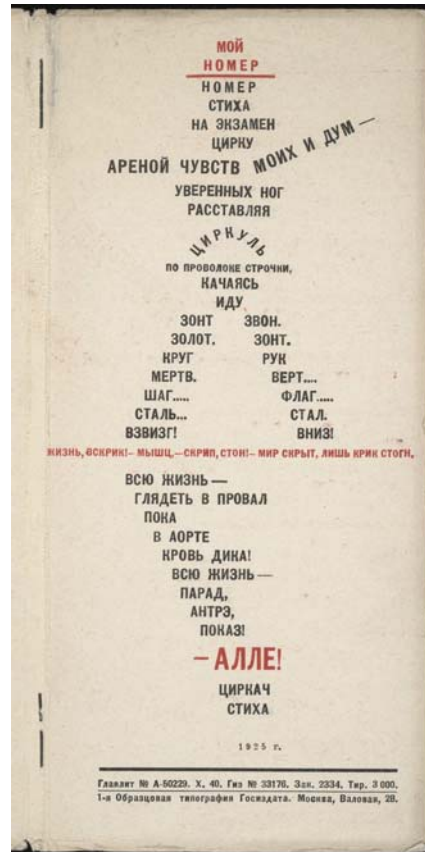 МОЙ
НОМЕР
НОМЕР
СТИХА
НА ЭКЗАМЕН
ЦИРКУ
АРЕНОЙ ЧУВСТВ МОИХ И ДУМ —
УВЕРЕННЫХ НОГ
РАССТАВЛЯЯ
ЦИРКУЛЬ
ПО ПРОВОЛОКЕ СТРОЧКИ,
КАЧАЯСЬ
ИДУ
ЗОНТ ЗВОН.
ЗОЛОТ. ЗОНТ.
КРУГ РУК
МЕРТВ. ВЕРТ....
ШАГ..... ФЛАГ.....
СТАЛЬ... СТАЛ.
ВЗВИЗГ! ВНИЗ!
ЖИЗНЬ, ВСКРИК!– МЫШЦ,–СКРИП, СТОН!– МИР СКРЫТ, ЛИШЬ КРИК СТОГН.
ВСЮ ЖИЗНЬ—
ГЛЯДЕТЬ В ПРОВАЛ
ПОКА
В АОРТЕ
КРОВЬ ДИКА!
ВСЮ ЖИЗНЬ—
ПАРАД,
АНТРЭ,
ПОКАЗ!
– АЛЛЕ!
ЦИРКАЧ
СТИХА
1925 г.
Главлит № А-50229. X. 40. Гиз № 33176. Зак. 2334. Тир. 3 000.
1-я Образцовая типография Госиздата. Москва, Валовая, 28.